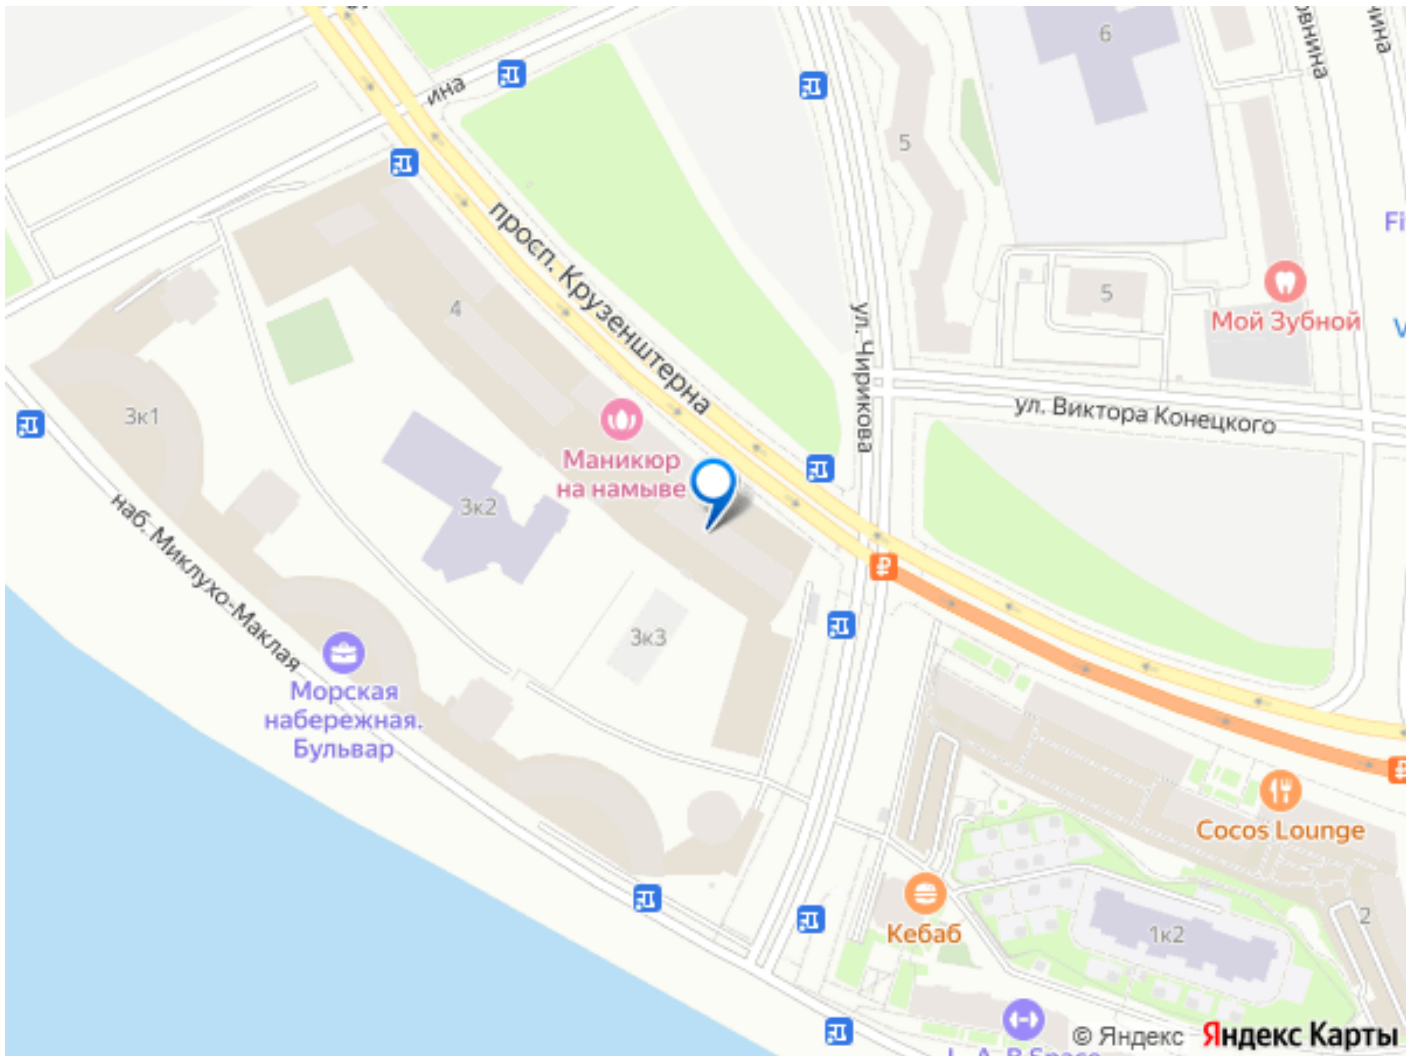 6
ина
5
просп. Крузенштерна
5
Мой Зубной
4
ул. Чирикова
ул. Виктора Конецкого
3к1
Маникюр
на намыве
3к2
наб. Миклухо-Маклая
3к3
Морская
набережная.
Бульвар
Cocos Lounge
Кебаб
1к2
2
© Яндекс Яндекс Карты